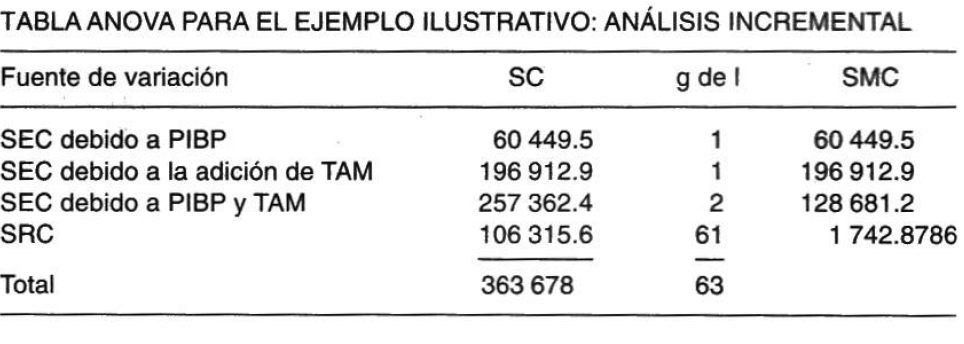 TABLA ANOVA PARA EL EJEMPLO ILUSTRATIVO: ANÁLISIS INCREMENTAL
Fuente de variación SC g de l SMC
SEC debido a PIBP 60 449.5 1 60 449.5
SEC debido a la adición de TAM 196 912.9 1 196 912.9
SEC debido a PIBP y TAM 257 362.4 2 128 681.2
SRC 106 315.6 61 1 742.8786
Total 363 678 63